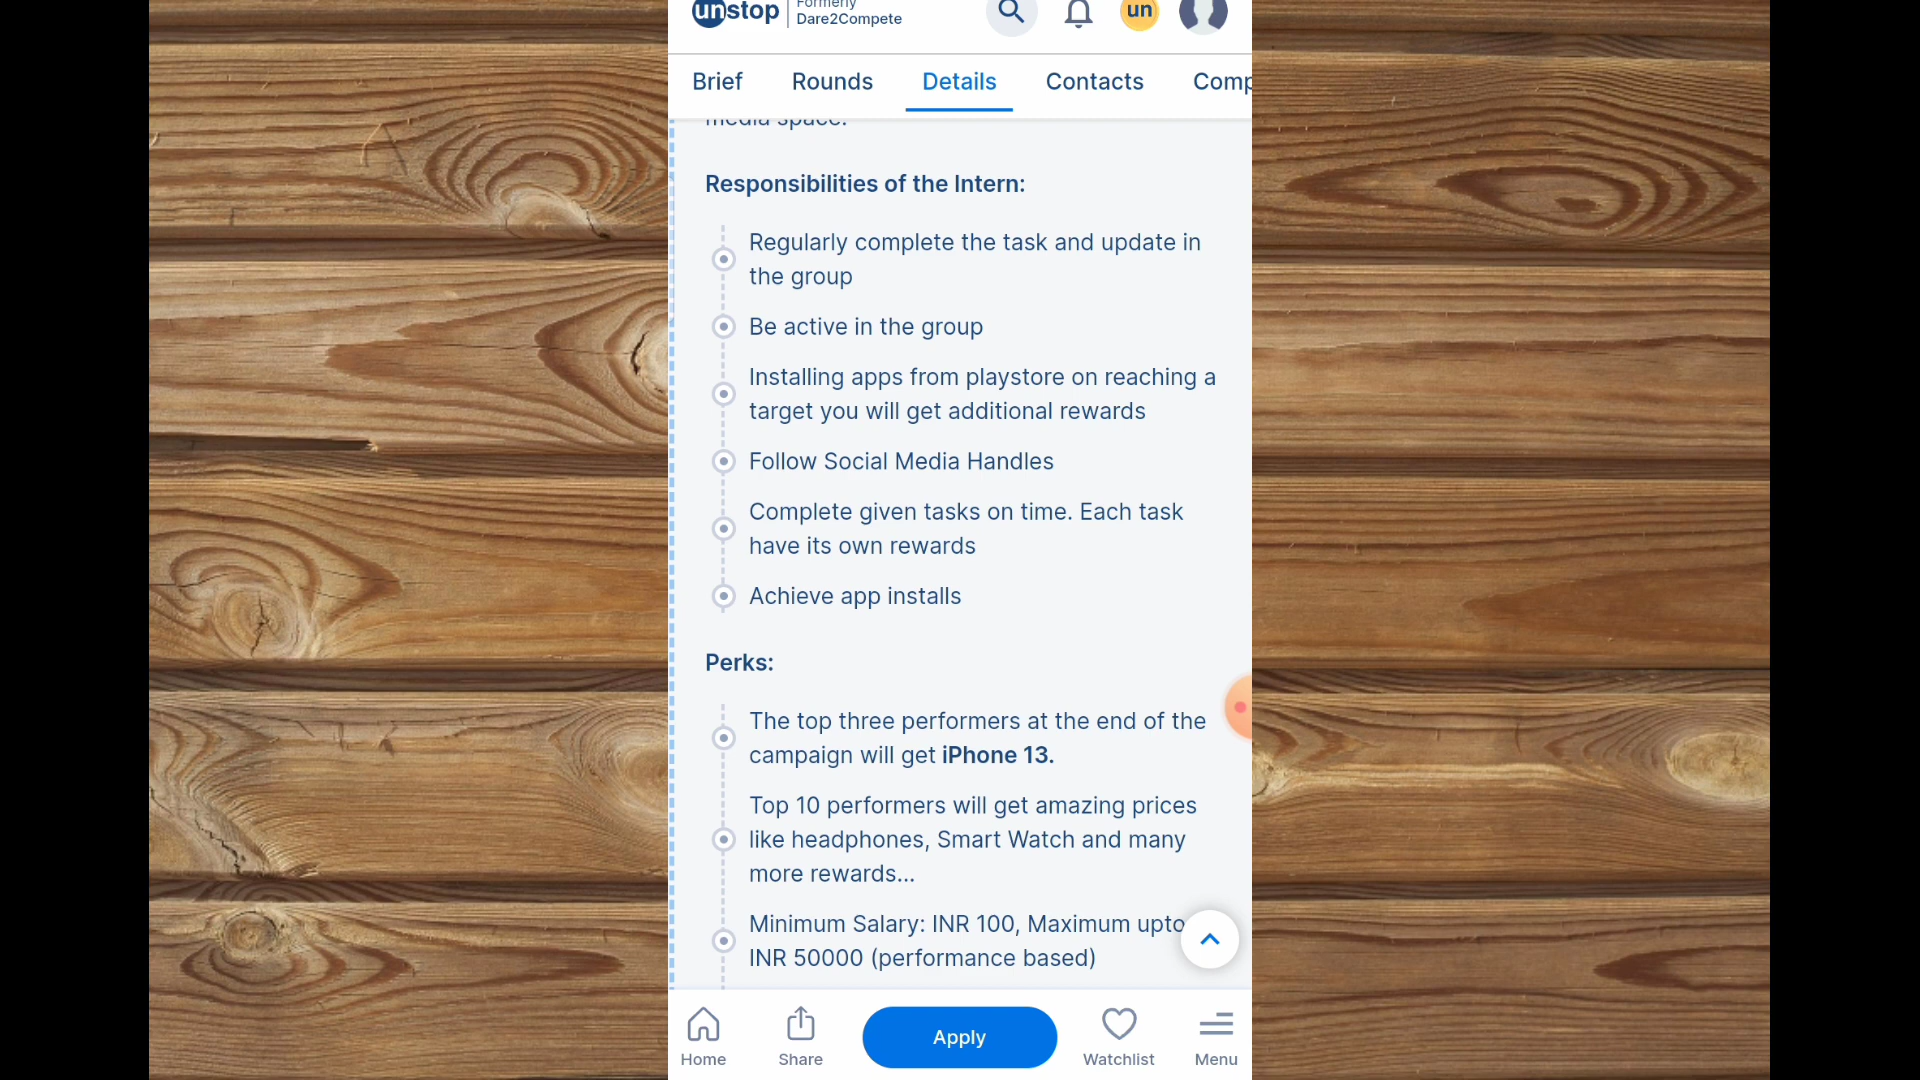 unstop
Formerly
Dare2Compete
un
Brief Rounds Details Contacts Comp
media space.
Responsibilities of the Intern:
Regularly complete the task and update in
the group
Be active in the group
Installing apps from playstore on reaching a
target you will get additional rewards
Follow Social Media Handles
Complete given tasks on time. Each task
have its own rewards
Achieve app installs
Perks:
The top three performers at the end of the
campaign will get iPhone 13.
Top 10 performers will get amazing prices
like headphones, Smart Watch and many
more rewards...
Minimum Salary: INR 100, Maximum upto
INR 50000 (performance based)
Home Share Apply Watchlist Menu